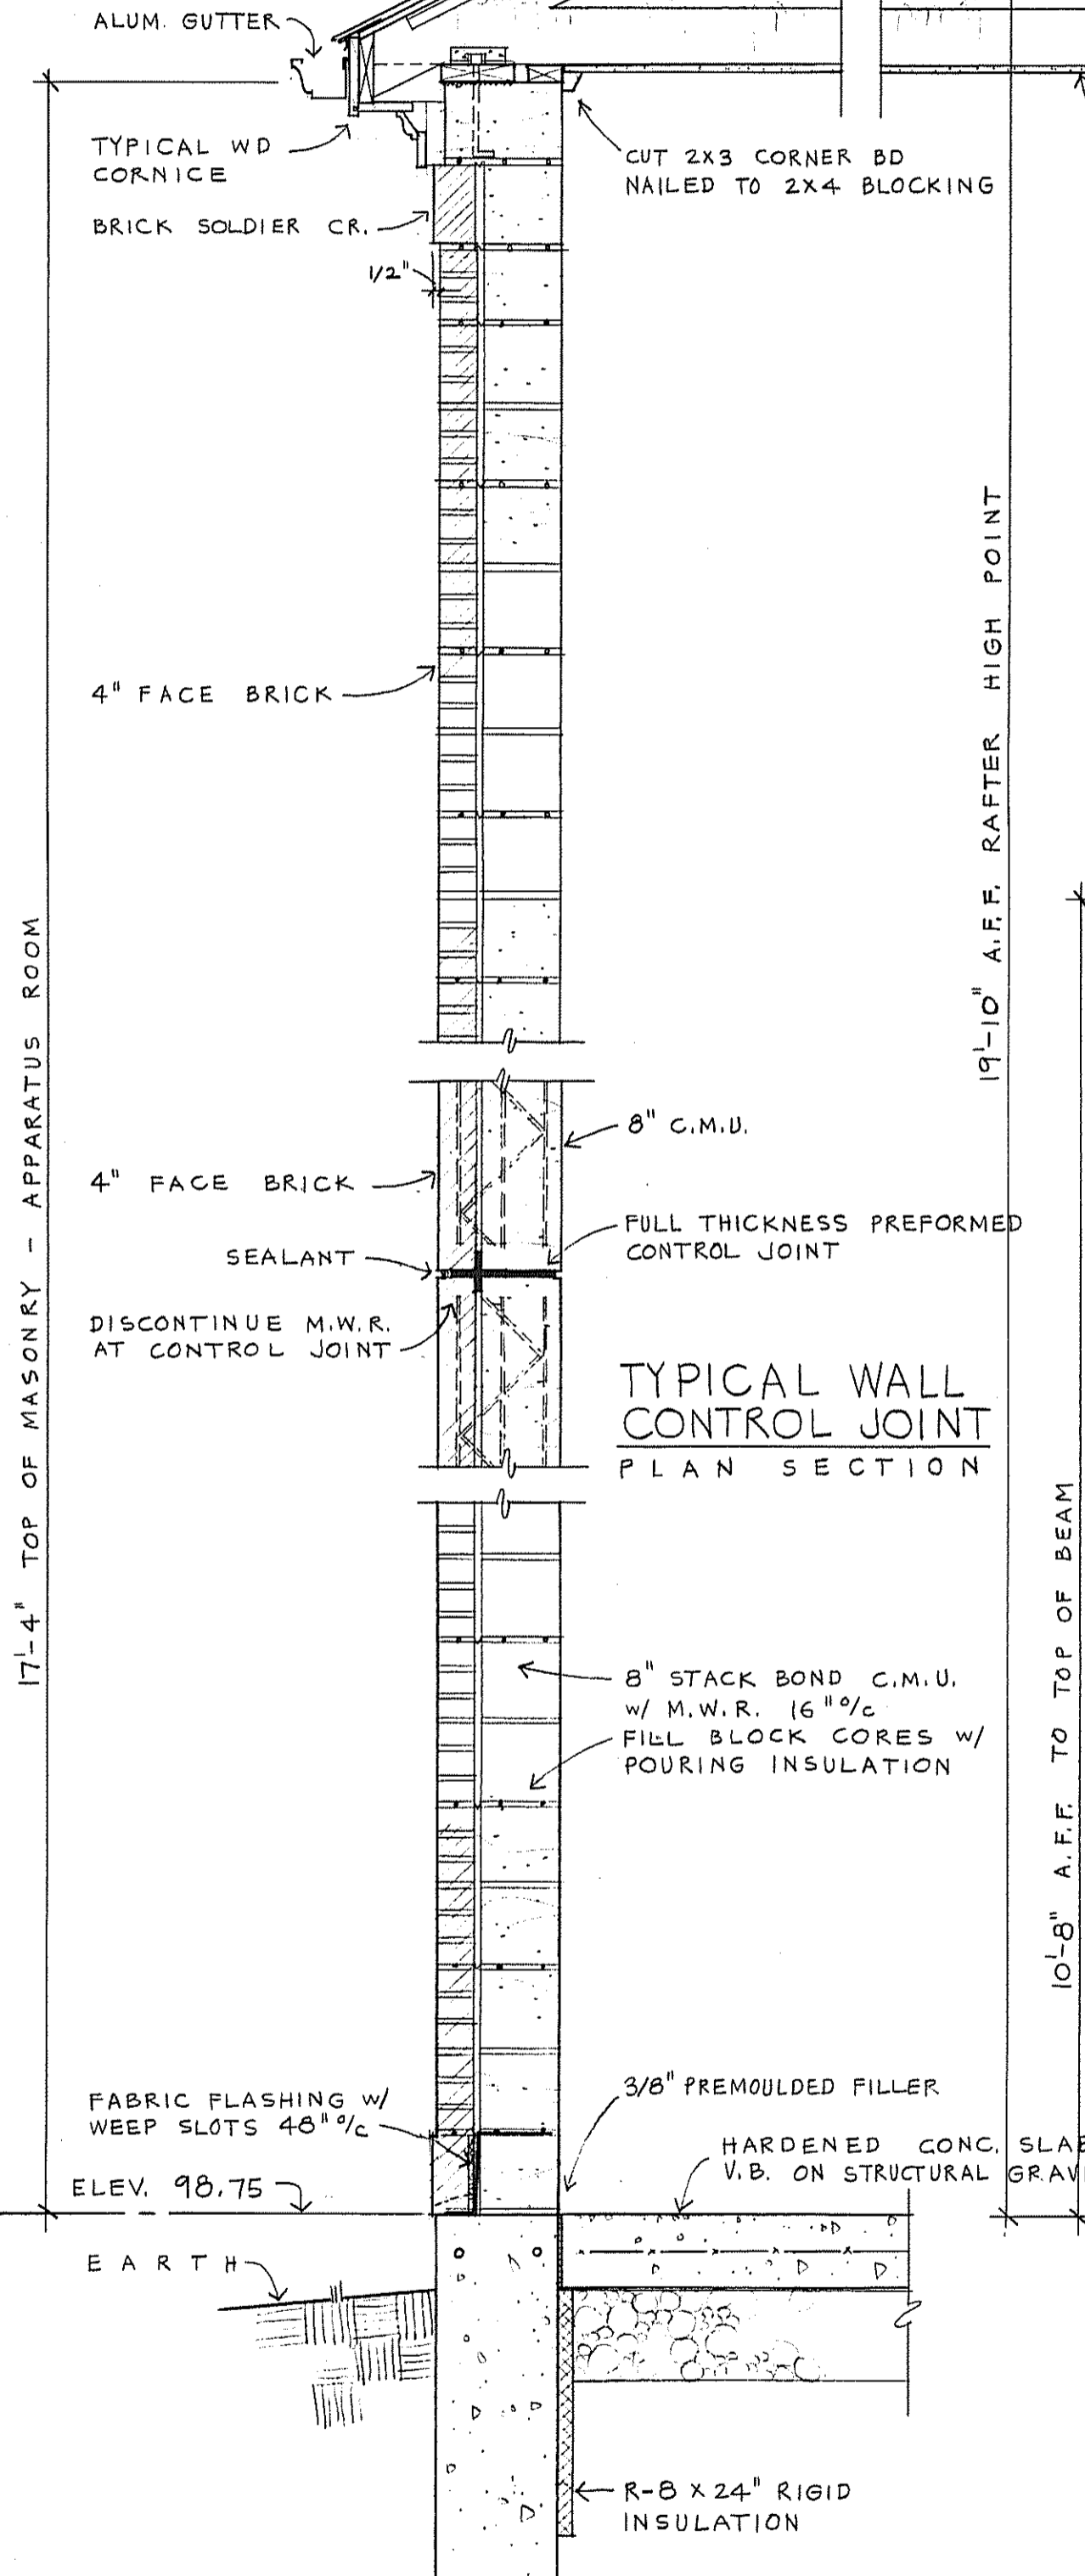 ALUM. GUTTER
TYPICAL WD
CORNICE
CUT 2X3 CORNER BD
NAILED TO 2X4 BLOCKING
BRICK SOLDIER CR.
1/2"
4" FACE BRICK
19'-10" A.F.F. RAFTER HIGH POINT
17'-4" TOP OF MASONRY - APPARATUS ROOM
8" C.M.U.
4" FACE BRICK
FULL THICKNESS PREFORMED
CONTROL JOINT
SEALANT
DISCONTINUE M.W.R.
AT CONTROL JOINT
TYPICAL WALL
CONTROL JOINT
PLAN SECTION
10'-8" A.F.F. TO TOP OF BEAM
8" STACK BOND C.M.U.
w/ M.W.R. 16" o/c
FILL BLOCK CORES w/
POURING INSULATION
FABRIC FLASHING w/
WEEP SLOTS 48" o/c
3/8" PREMOULDED FILLER
HARDENED CONC. SLAB
V.B. ON STRUCTURAL GRAV
ELEV. 98.75
EARTH
R-8 X 24" RIGID
INSULATION